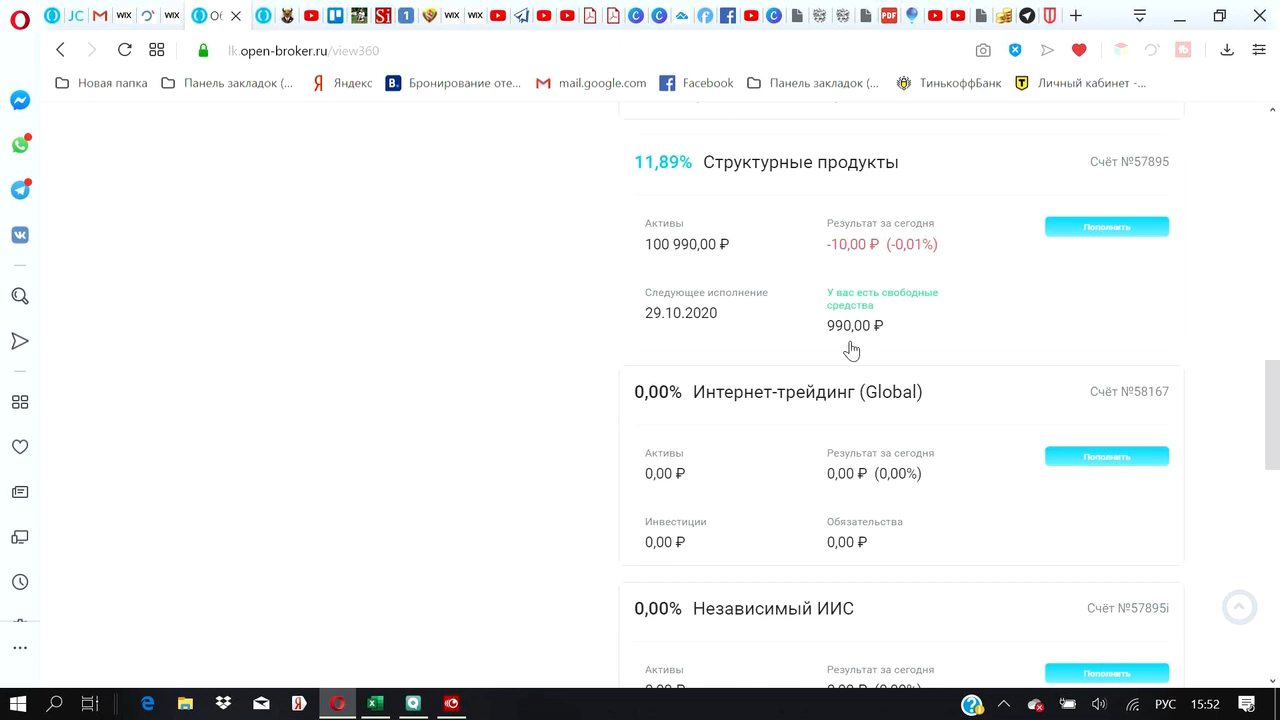 JC
WIX
WIX
Об
Si
1
WIX
WIX
PDF
lk.open-broker.ru/view360
Новая папка
Панель закладок (...
Яндекс
B.
Бронирование оте...
mail.google.com
Facebook
Панель закладок (...
ТинькоффБанк
Личный кабинет -...
11,89% Структурные продукты
Счёт №57895
Активы
Результат за сегодня
Пополнить
100 990,00 ₽
-10,00 ₽ (-0,01%)
Следующее исполнение
У вас есть свободные
средства
29.10.2020
990,00 ₽
0,00% Интернет-трейдинг (Global)
Счёт №58167
Активы
Результат за сегодня
Пополнить
0,00 ₽
0,00 ₽ (0,00%)
Инвестиции
Обязательства
0,00 ₽
0,00 ₽
0,00% Независимый ИИС
Счёт №57895i
Активы
Результат за сегодня
Пополнить
РУС
15:52